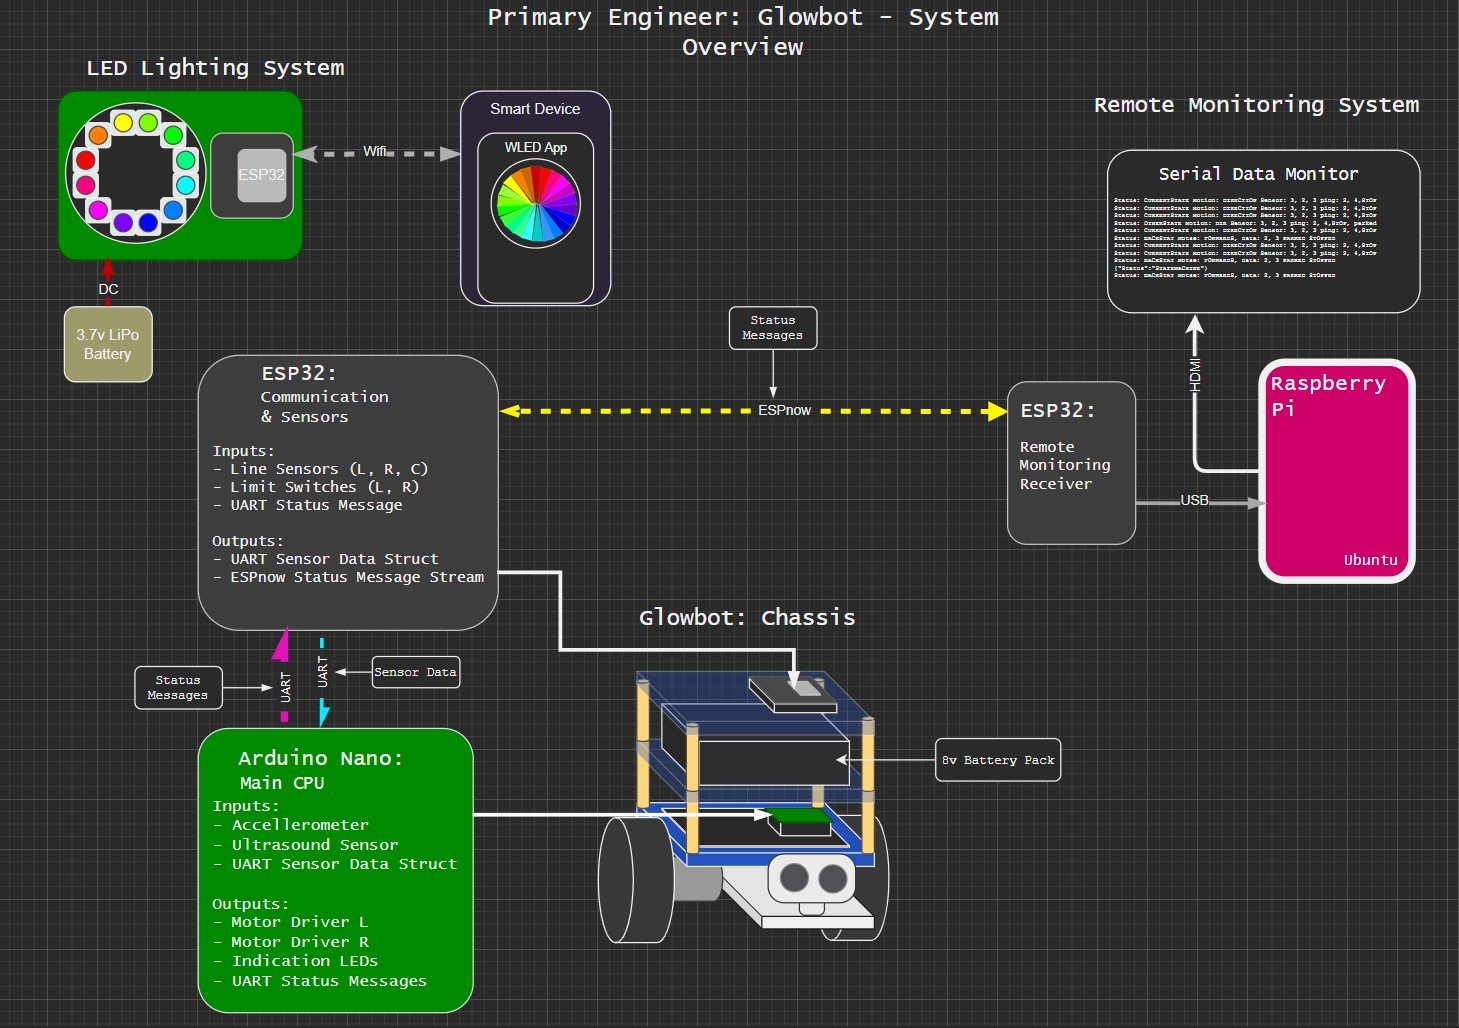 Primary Engineer: Glowbot - System
Overview
LED Lighting System
ESP32
Wifi
Smart Device
WLED App
DC
3.7v LiPo
Battery
Remote Monitoring System
Serial Data Monitor
Status
Messages
ESPnow
ESP32:
Communication
& Sensors
Inputs:
- Line Sensors (L, R, C)
- Limit Switches (L, R)
- UART Status Message
Outputs:
- UART Sensor Data Struct
- ESPnow Status Message Stream
ESP32:
Remote
Monitoring
Receiver
USB
HDMI
Raspberry
Pi
Ubuntu
Status
Messages
UART
UART
Sensor Data
Glowbot: Chassis
8v Battery Pack
Arduino Nano:
Main CPU
Inputs:
- Accellerometer
- Ultrasound Sensor
- UART Sensor Data Struct
Outputs:
- Motor Driver L
- Motor Driver R
- Indication LEDs
- UART Status Messages